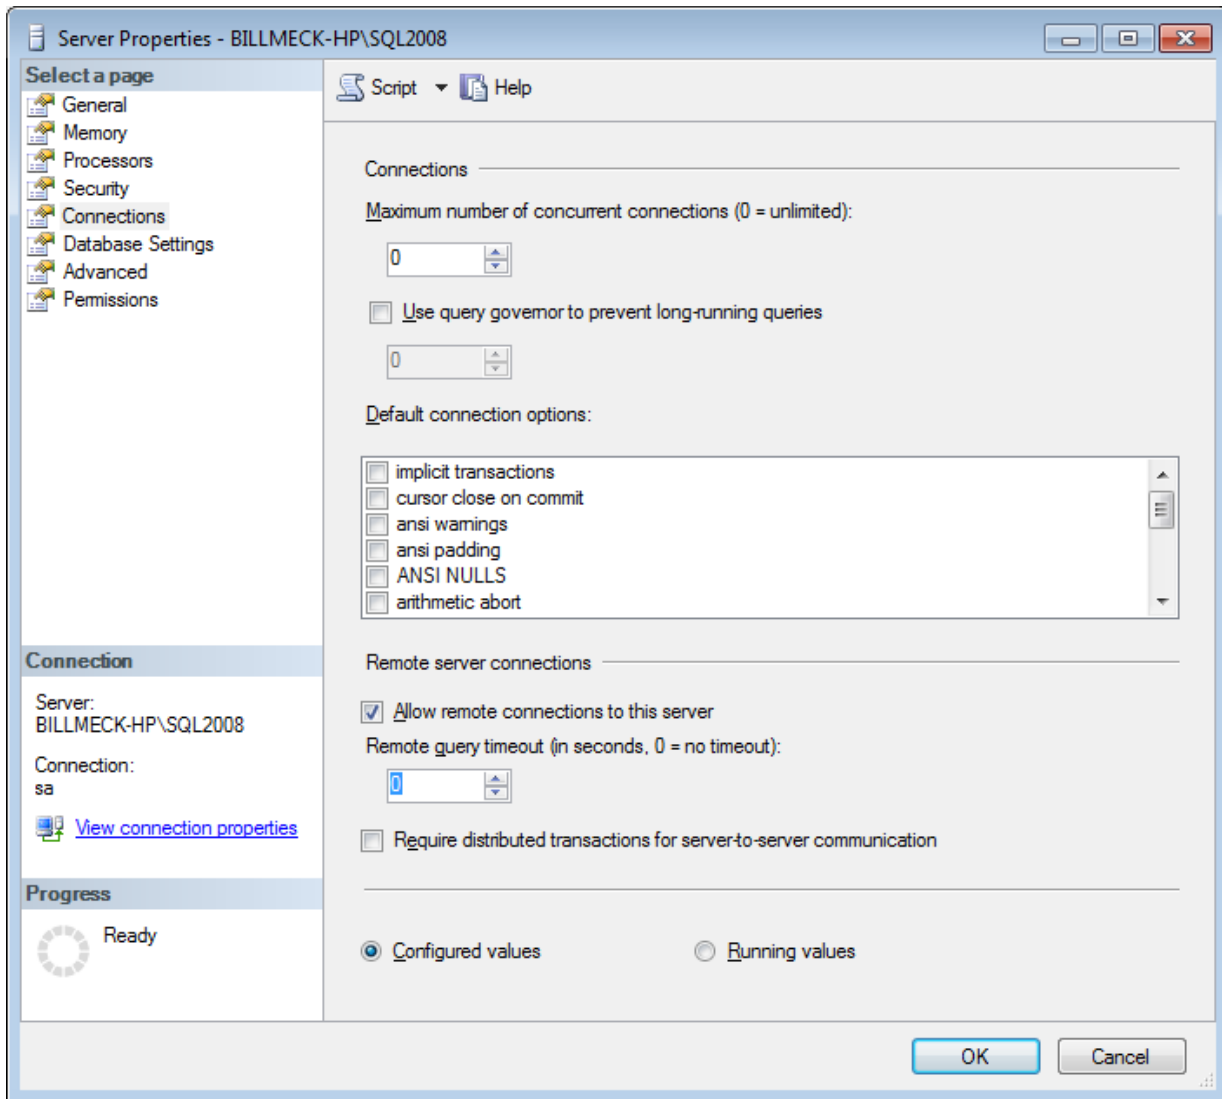 Server Properties - BILLMECK-HP\SQL2008
Select a page
General
Memory
Processors
Security
Connections
Database Settings
Advanced
Permissions
Connection
Server:
BILLMECK-HP\SQL2008
Connection:
sa
View connection properties
Progress
Ready
Script
Help
Connections
Maximum number of concurrent connections (0 = unlimited):
0
Use query governor to prevent long-running queries
0
Default connection options:
implicit transactions
cursor close on commit
ansi warnings
ansi padding
ANSI NULLS
arithmetic abort
Remote server connections
Allow remote connections to this server
Remote query timeout (in seconds, 0 = no timeout):
0
Require distributed transactions for server-to-server communication
Configured values
Running values
OK
Cancel